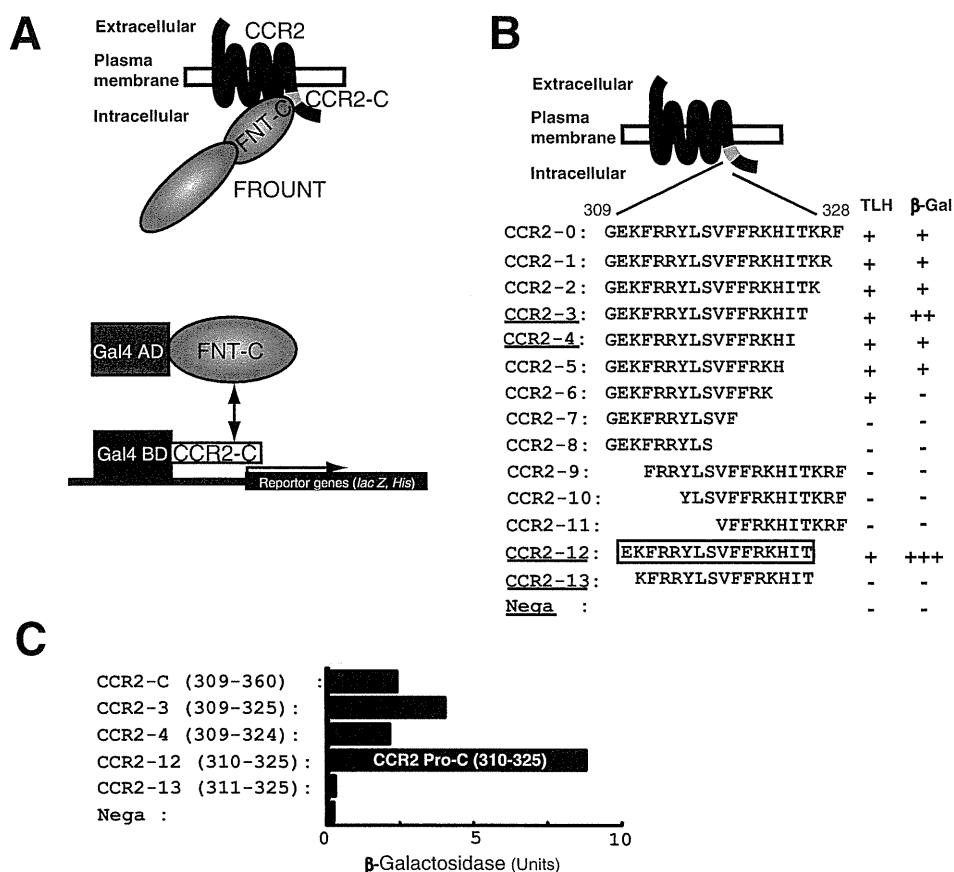 A
Extracellular
CCR2
Plasma
membrane
CCR2-C
Intracellular
FNT-C
FROUNT
Gal4 AD
FNT-C
Gal4 BD
CCR2-C
Reportor genes (lac Z, His)
B
Extracellular
Plasma
membrane
Intracellular
309 328 TLH β-Gal
CCR2-0: GEKFRRYLSVFFRKHITKRF + +
CCR2-1: GEKFRRYLSVFFRKHITKR + +
CCR2-2: GEKFRRYLSVFFRKHITK + +
CCR2-3: GEKFRRYLSVFFRKHIT + ++
CCR2-4: GEKFRRYLSVFFRKHI + +
CCR2-5: GEKFRRYLSVFFRKH + +
CCR2-6: GEKFRRYLSVFFRK + -
CCR2-7: GEKFRRYLSVF - -
CCR2-8: GEKFRRYLS - -
CCR2-9: FRRYLSVFFRKHITKRF - -
CCR2-10: YLSVFFRKHITKRF - -
CCR2-11: VFFRKHITKRF - -
CCR2-12: EKFRRYLSVFFRKHIT + +++
CCR2-13: KFRRYLSVFFRKHIT - -
Nega : - -
C
CCR2-C (309-360) :
CCR2-3 (309-325) :
CCR2-4 (309-324) :
CCR2-12 (310-325) : CCR2 Pro-C (310-325)
CCR2-13 (311-325) :
Nega :
0 5 10
β-Galactosidase (Units)